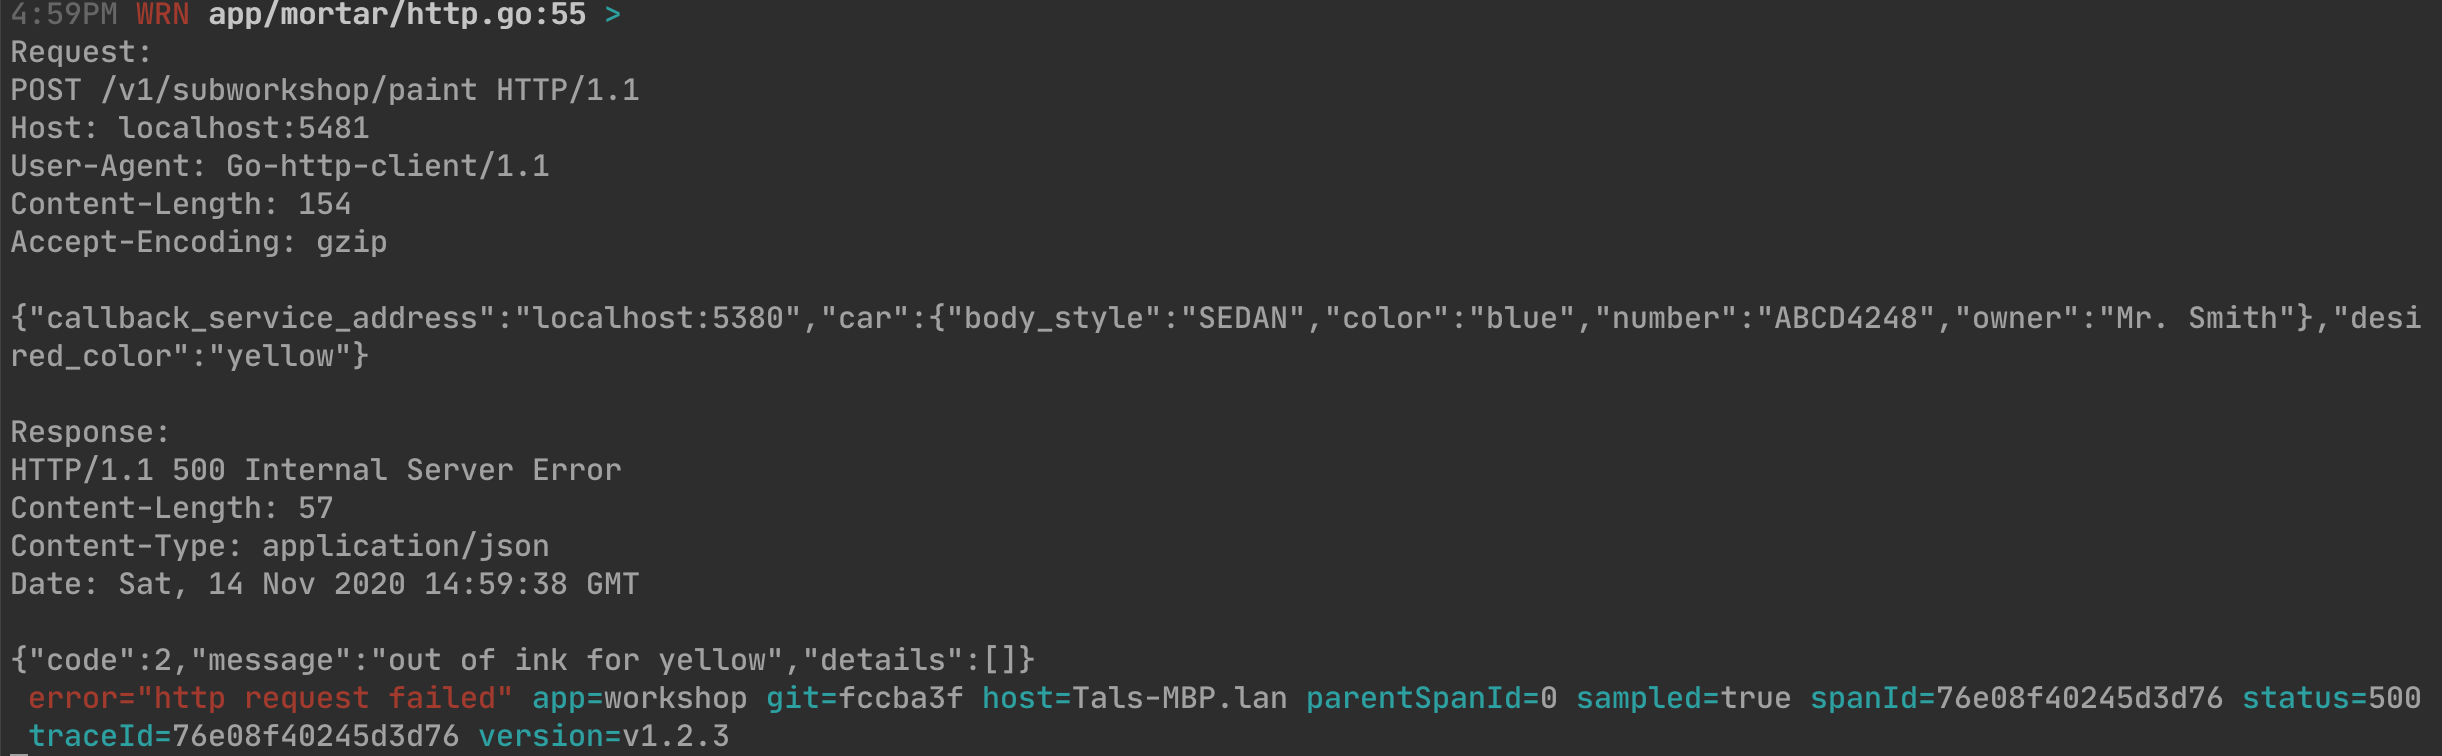 4:59PM WRN app/mortar/http.go:55 >
Request:
POST /v1/subworkshop/paint HTTP/1.1
Host: localhost:5481
User-Agent: Go-http-client/1.1
Content-Length: 154
Accept-Encoding: gzip

{"callback_service_address":"localhost:5380","car":{"body_style":"SEDAN","color":"blue","number":"ABCD4248","owner":"Mr. Smith"},"desi
red_color":"yellow"}

Response:
HTTP/1.1 500 Internal Server Error
Content-Length: 57
Content-Type: application/json
Date: Sat, 14 Nov 2020 14:59:38 GMT

{"code":2,"message":"out of ink for yellow","details":[]}
 error="http request failed" app=workshop git=fccba3f host=Tals-MBP.lan parentSpanId=0 sampled=true spanId=76e08f40245d3d76 status=500
 traceId=76e08f40245d3d76 version=v1.2.3